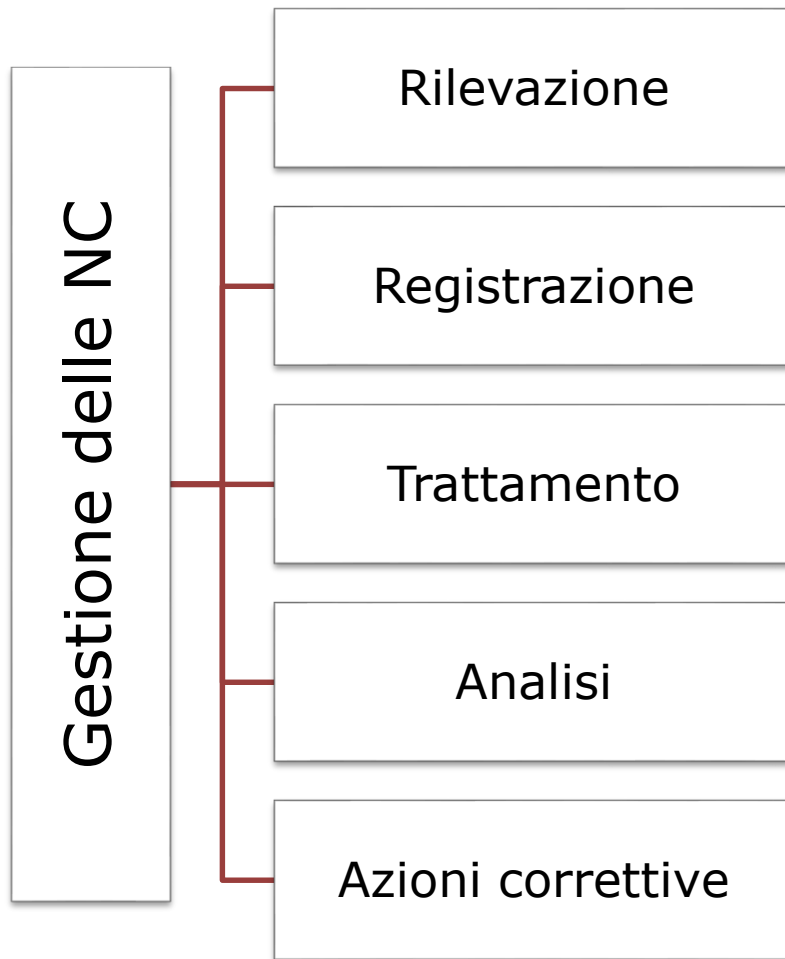 Gestione delle NC
Rilevazione
Registrazione
Trattamento
Analisi
Azioni correttive